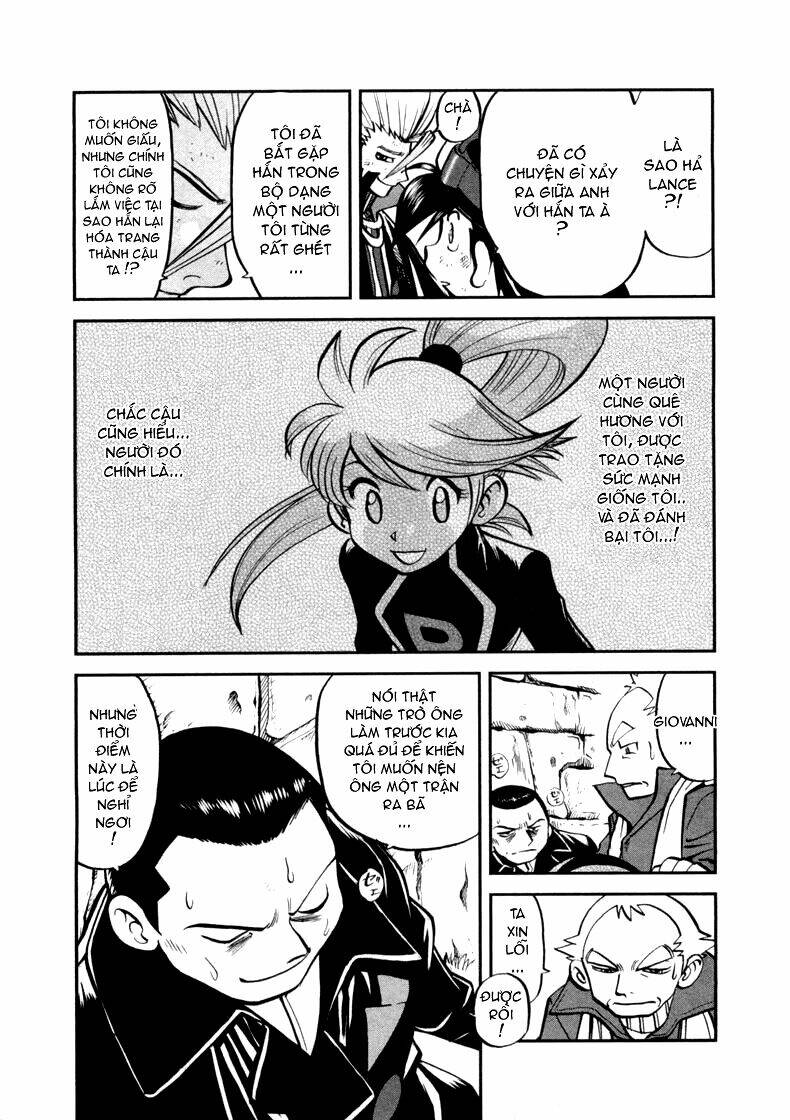 LÀ
SAO HẢ
LANCE
?!
ĐÃ CÓ
CHUYỆN GÌ XẢY
RA GIỮA ANH
VỚI HẮN TA À
?
CHÀ
!
TÔI ĐÃ
BẮT GẶP
HẮN TRONG
BỘ DẠNG
MỘT NGƯỜI
TÔI TỪNG
RẤT GHÉT
...
TÔI KHÔNG
MUỐN GIẤU,
NHƯNG CHÍNH
TÔI CŨNG
KHÔNG RÕ
LẮM VIỆC TẠI
SAO HẮN LẠI
HÓA TRANG
THÀNH CẬU
TA !?
MỘT NGƯỜI
CÙNG QUÊ
HƯƠNG VỚI
TÔI, ĐƯỢC
TRAO TẶNG
SỨC MẠNH
GIỐNG TÔI..
VÀ ĐÃ ĐÁNH
BẠI TÔI...!
CHẮC CẬU
CŨNG HIỂU...
NGƯỜI ĐÓ
CHÍNH LÀ...
GIOVANNI
...
TA
XIN
LỖI
...
ĐƯỢC
RỒI
!
NÓI THẬT
NHỮNG TRÒ ÔNG
LÀM TRƯỚC KIA
QUÁ ĐỦ ĐỂ KHIẾN
TÔI MUỐN NỆN
ÔNG MỘT TRẬN
RA BÃ
...
NHƯNG
THỜI
ĐIỂM
NÀY LÀ
LÚC ĐỂ
NGHỈ
NGƠI
!